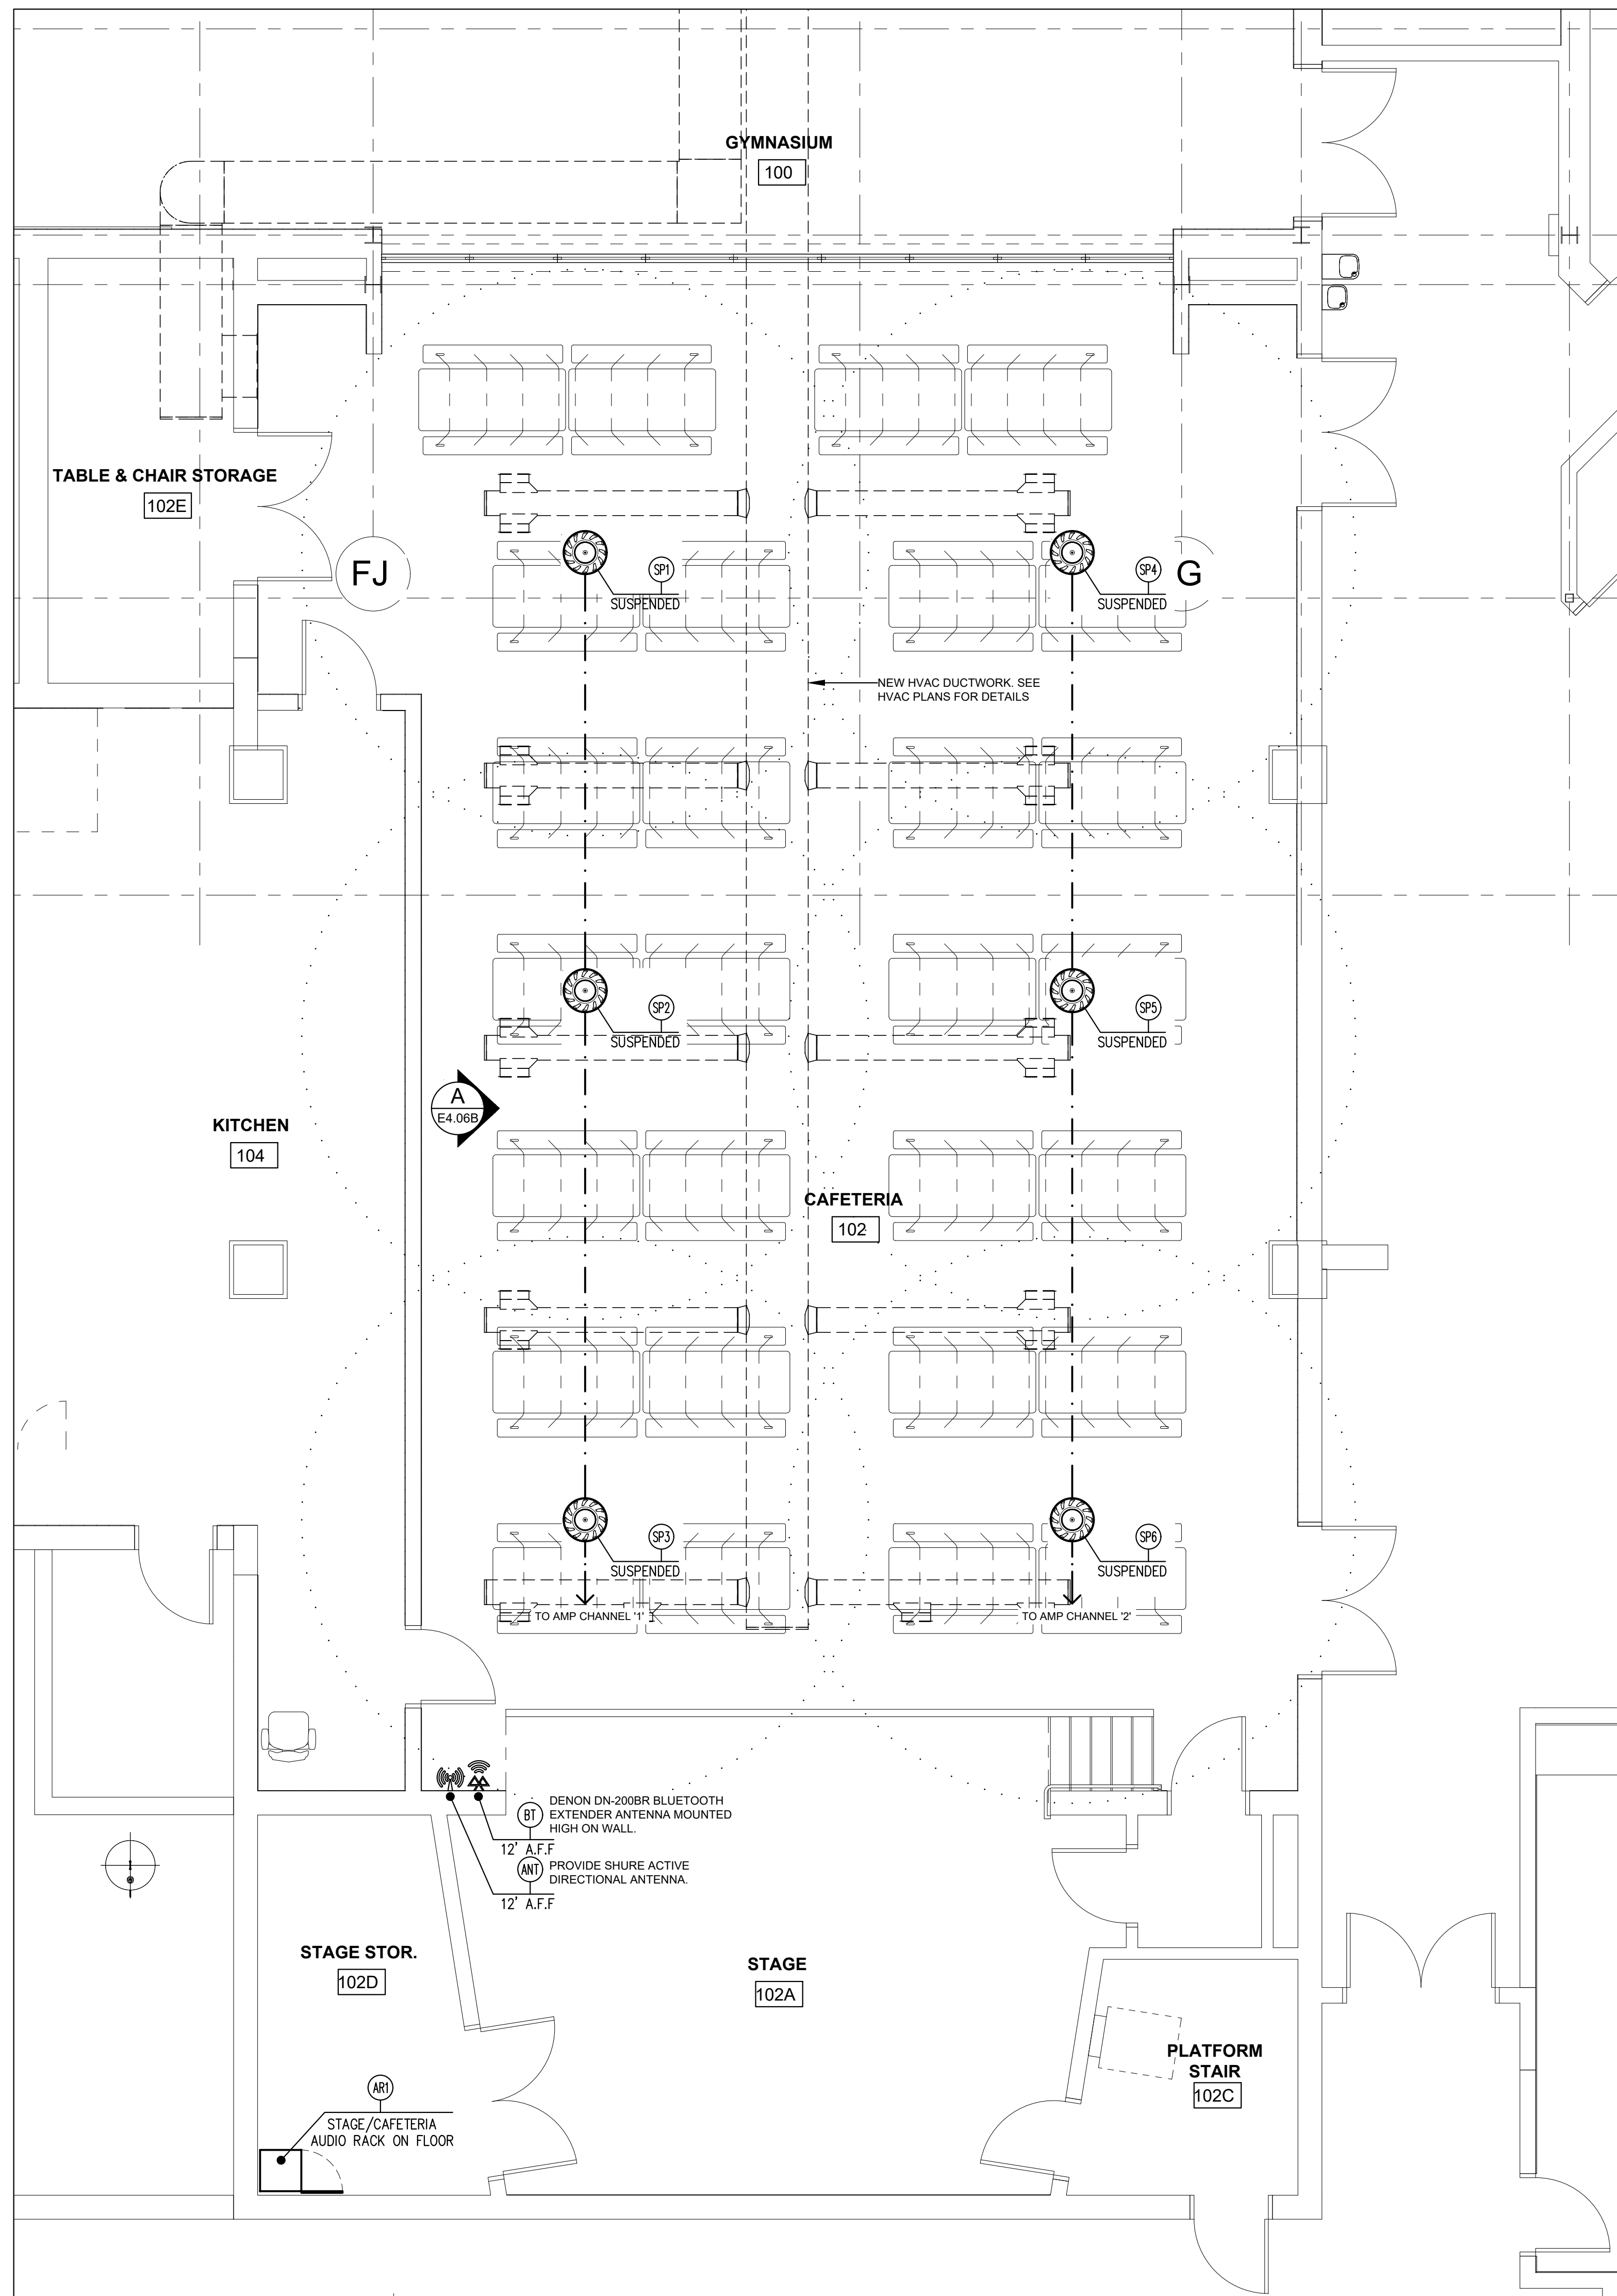 GYMNASIUM
100
TABLE & CHAIR STORAGE
102E
FJ
G
SP1
SUSPENDED
SP4
SUSPENDED
NEW HVAC DUCTWORK. SEE
HVAC PLANS FOR DETAILS
SP2
SUSPENDED
SP5
SUSPENDED
A
E4.06B
KITCHEN
104
CAFETERIA
102
SP3
SUSPENDED
SP6
SUSPENDED
TO AMP CHANNEL '1'
TO AMP CHANNEL '2'
BT
DENON DN-200BR BLUETOOTH
EXTENDER ANTENNA MOUNTED
HIGH ON WALL.
12' A.F.F
ANT
PROVIDE SHURE ACTIVE
DIRECTIONAL ANTENNA.
12' A.F.F
STAGE STOR.
102D
STAGE
102A
PLATFORM
STAIR
102C
AR1
STAGE/CAFETERIA
AUDIO RACK ON FLOOR